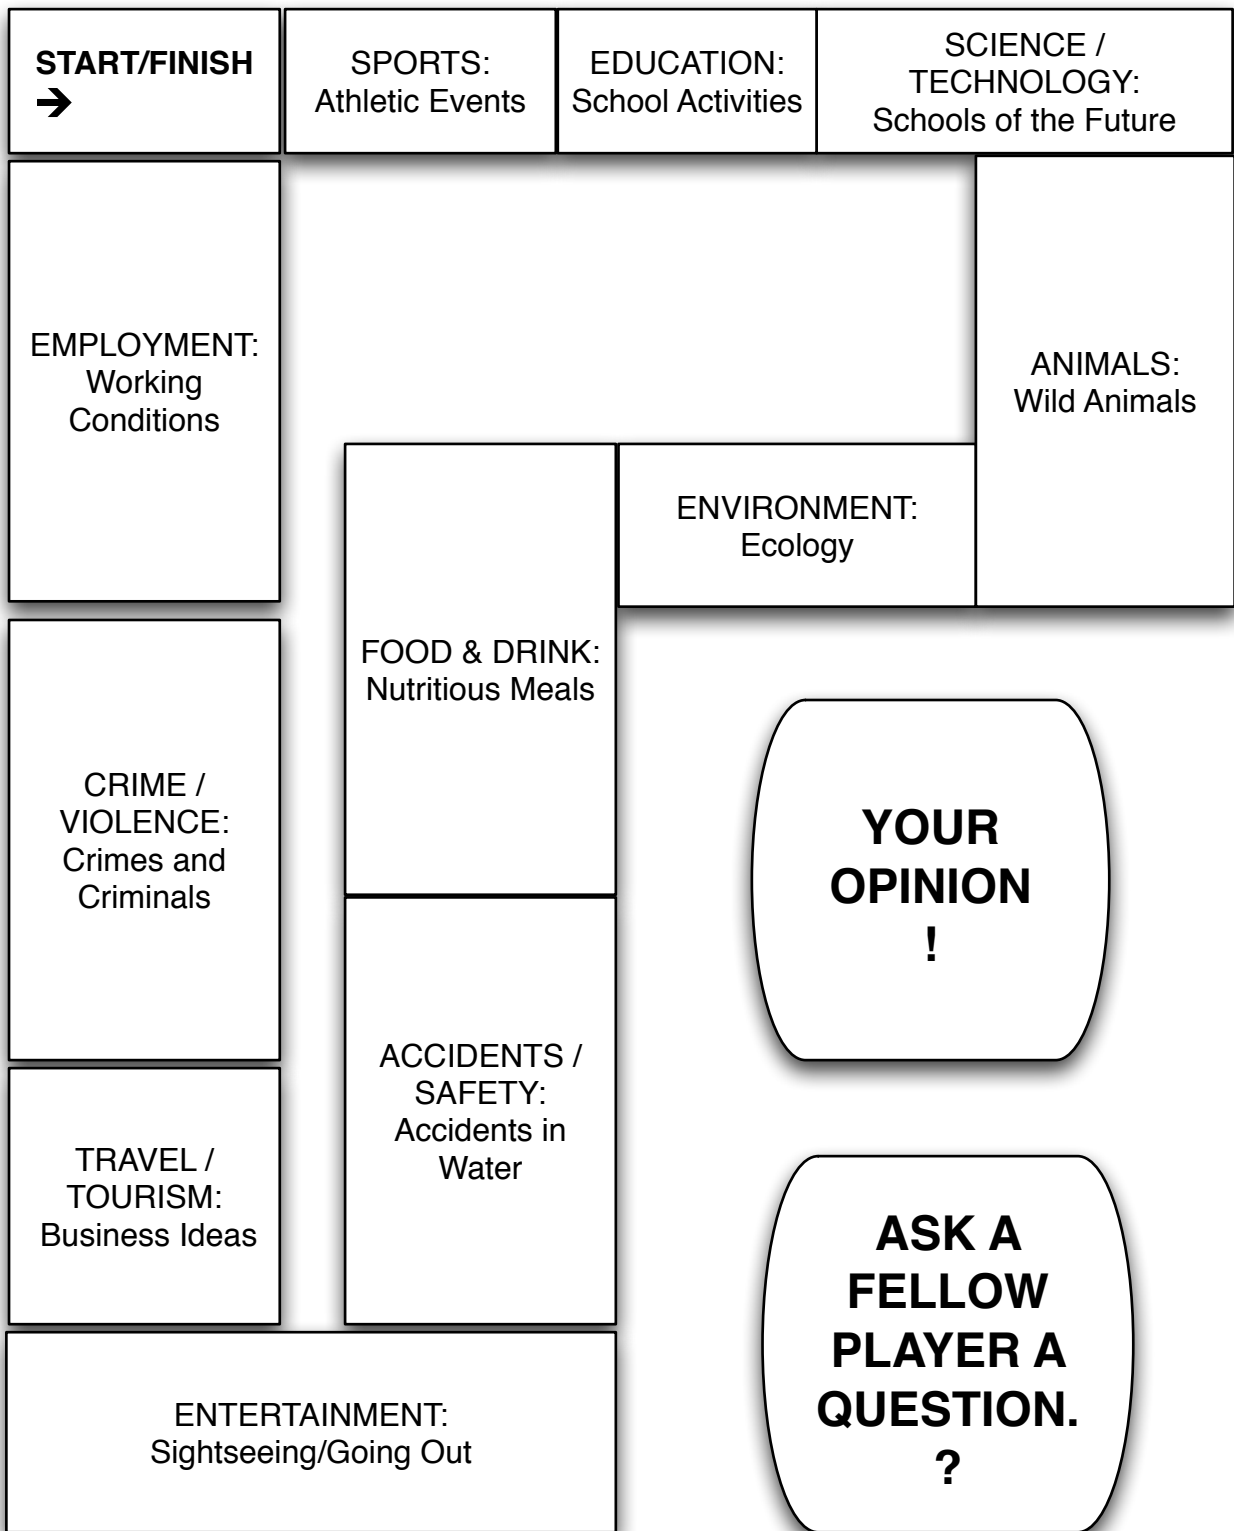 START/FINISH
→
SPORTS:
Athletic Events
EDUCATION:
School Activities
SCIENCE /
TECHNOLOGY:
Schools of the Future
EMPLOYMENT:
Working
Conditions
ANIMALS:
Wild Animals
ENVIRONMENT:
Ecology
FOOD & DRINK:
Nutritious Meals
CRIME /
VIOLENCE:
Crimes and
Criminals
YOUR
OPINION
!
ACCIDENTS /
SAFETY:
Accidents in
Water
TRAVEL /
TOURISM:
Business Ideas
ASK A
FELLOW
PLAYER A
QUESTION.
?
ENTERTAINMENT:
Sightseeing/Going Out